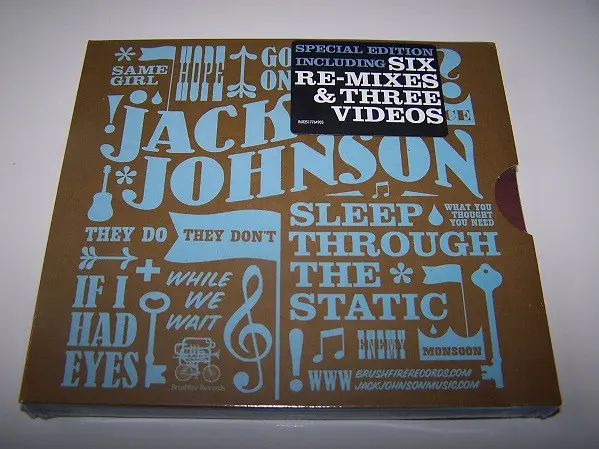 SAME
GIRL
HOPE
GO
ON
SPECIAL EDITION
INCLUDING SIX
RE-MIXES
& THREE
VIDEOS
!JACK
JOHNSON
THEY DO
THEY DON'T
SLEEP
THROUGH
THE
STATIC
WHAT YOU
THOUGHT
YOU NEED
IF I
HAD
EYES
+
WHILE
WE
WAIT
Brushfire Records
!
ENEMY
MONSOON
WWW BRUSHFIRERECORDS.COM
JACKJOHNSONMUSIC.COM